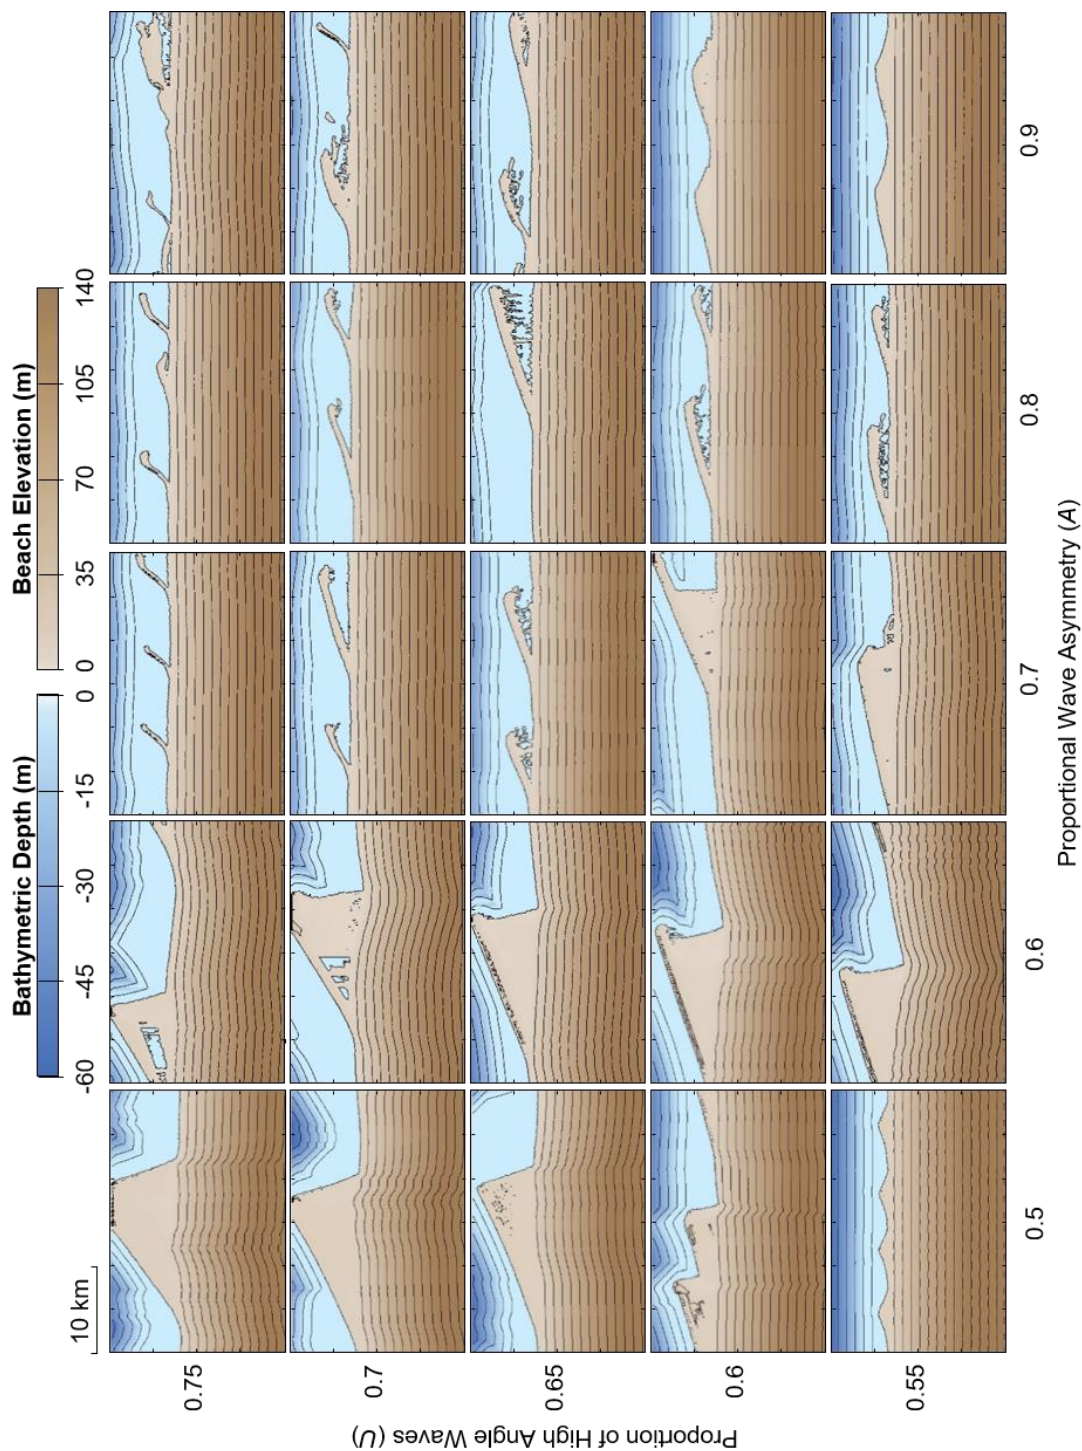 Bathymetric Depth (m)
-60 -45 -30 -15 0
Beach Elevation (m)
0 35 70 105 140
10 km
Proportion of High Angle Waves (U)
0.75
0.7
0.65
0.6
0.55
0.5 0.6 0.7 0.8 0.9
Proportional Wave Asymmetry (A)